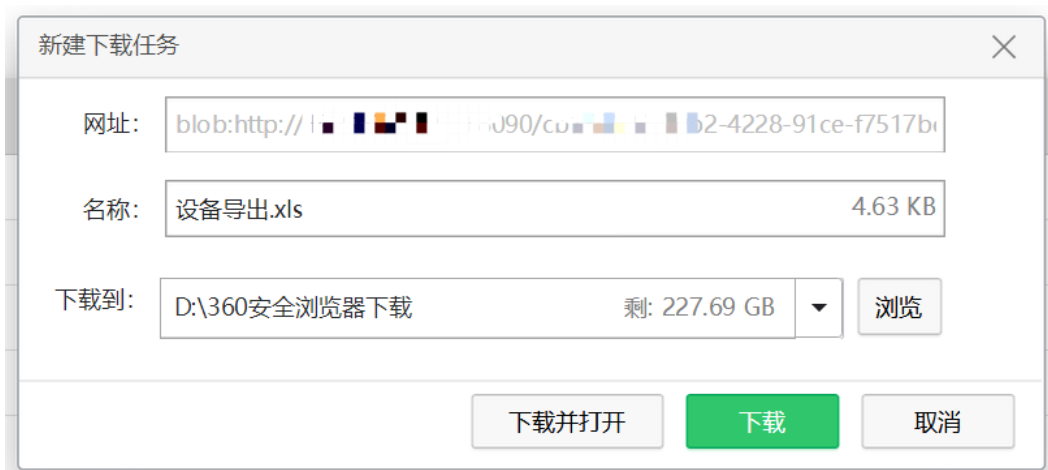 新建下载任务
网址： blob:http:// 090/cb b2-4228-91ce-f7517b
名称： 设备导出.xls 4.63 KB
下载到： D:\360安全浏览器下载 剩: 227.69 GB 浏览
下载并打开 下载 取消